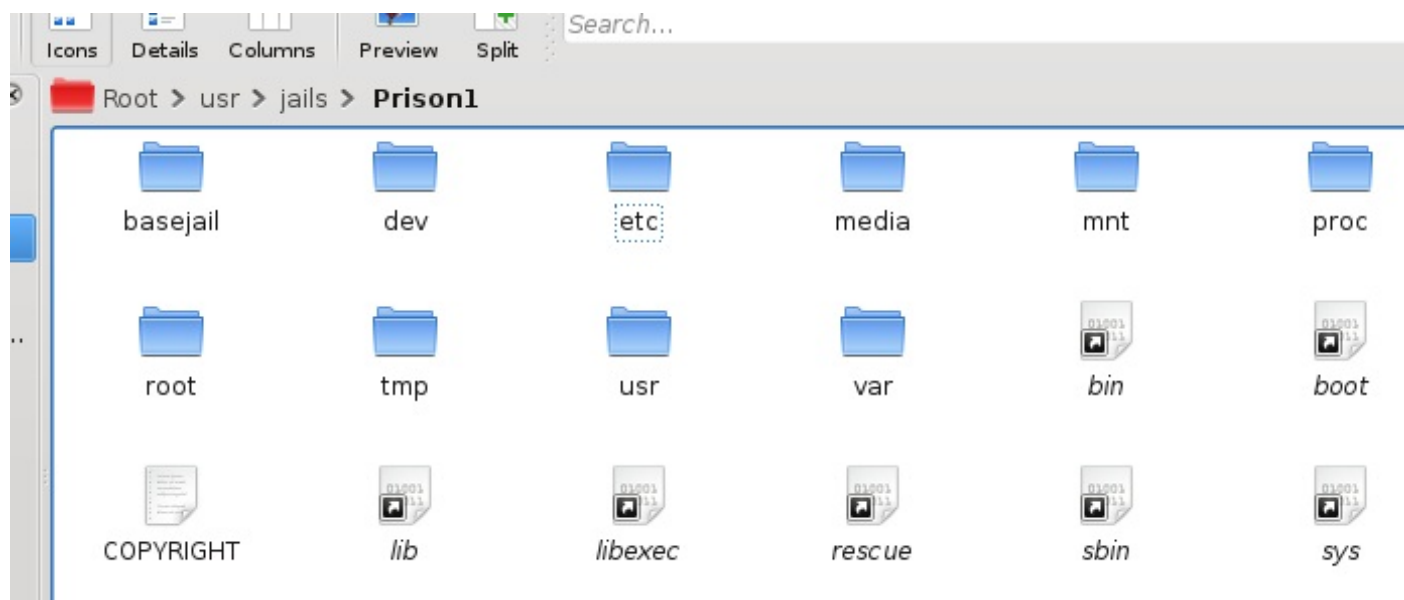 Search...
Icons Details Columns Preview Split
Root > usr > jails > Prison1
basejail dev etc media mnt proc
root tmp usr var bin boot
COPYRIGHT lib libexec rescue sbin sys